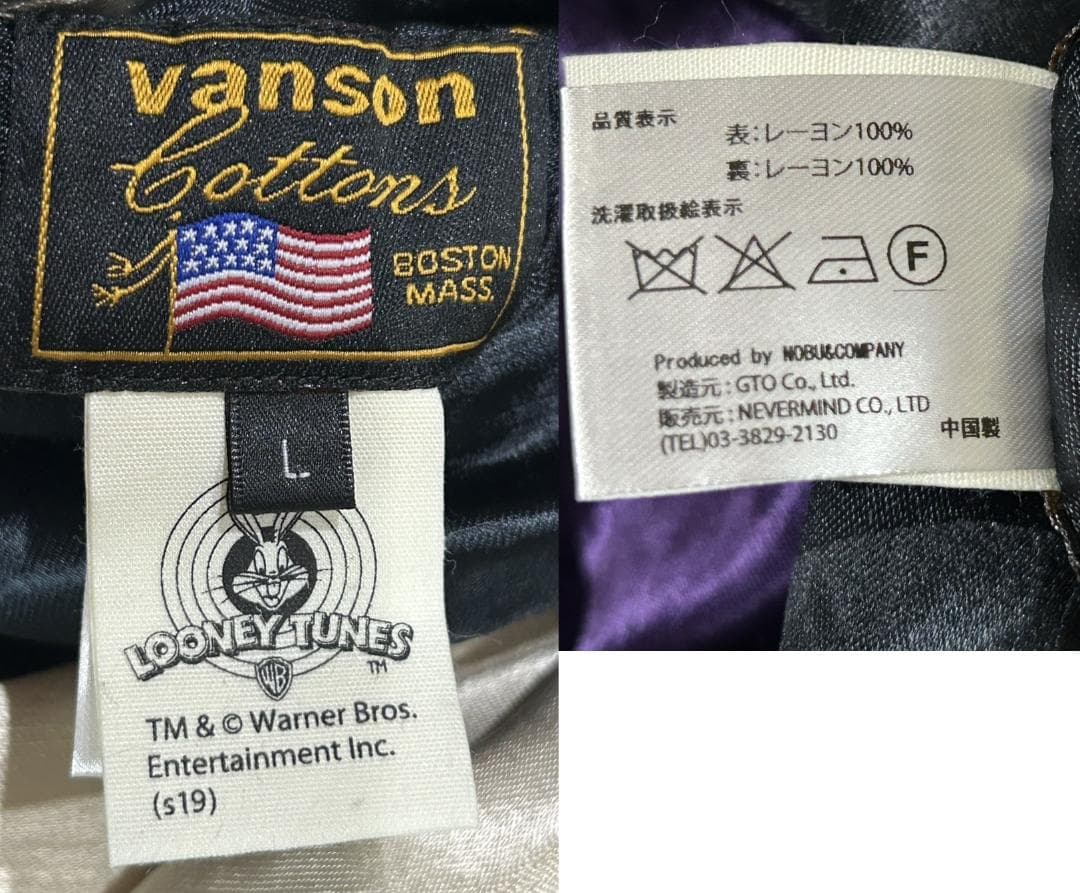 vanson
Cottons
BOSTON
MASS.
L
LOONEY TUNES
TM
WB
TM & © Warner Bros.
Entertainment Inc.
(s19)
品質表示
表:レーヨン100%
裏:レーヨン100%
洗濯取扱絵表示
F
Produced by NOBU&COMPANY
製造元:GTO Co., Ltd.
販売元:NEVERMIND CO., LTD
(TEL)03-3829-2130
中国製